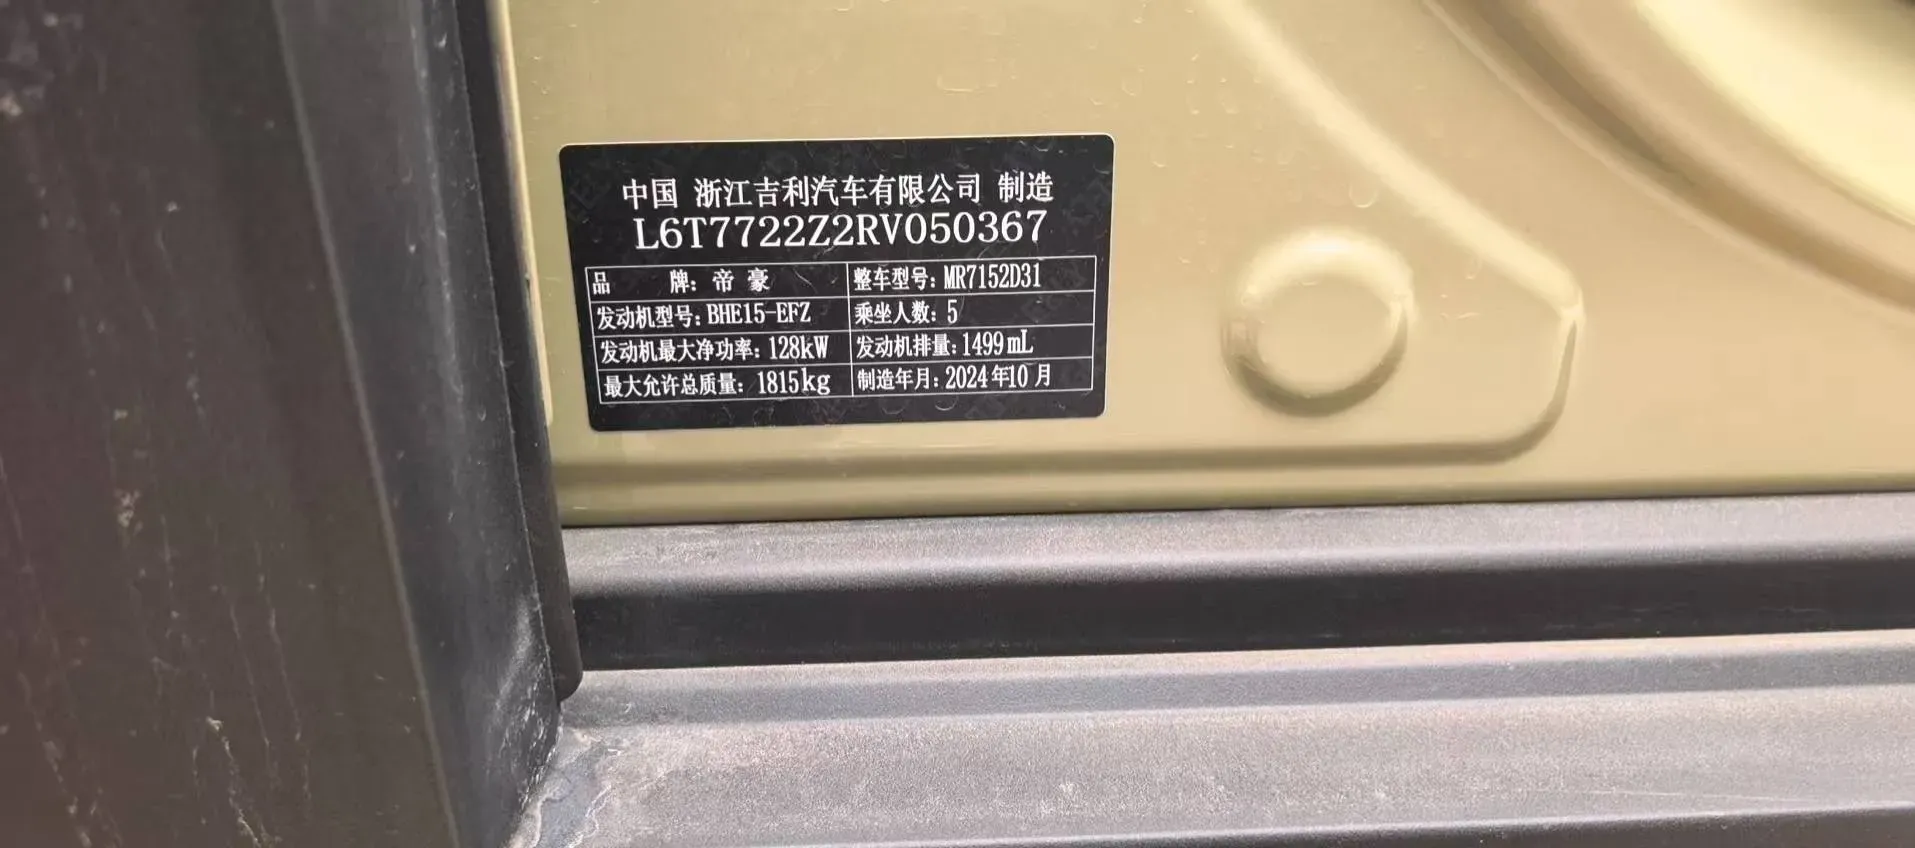 中国 浙江吉利汽车有限公司 制造
L6T7722Z2RV050367
品 牌: 帝豪 整车型号: MR7152D31
发动机型号: BHE15-EFZ 乘坐人数: 5
发动机最大净功率: 128kW 发动机排量: 1499mL
最大允许总质量: 1815kg 制造年月: 2024年10月